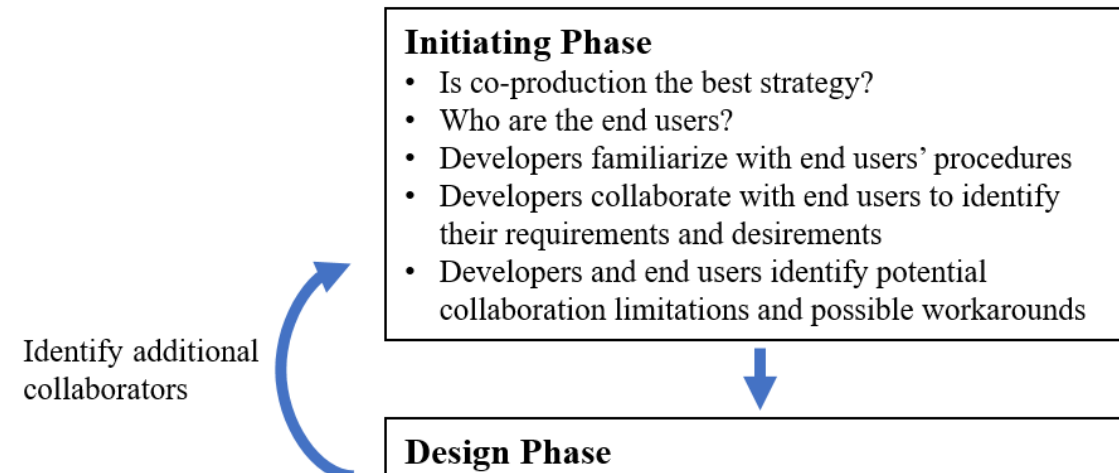 Initiating Phase
• Is co-production the best strategy?
• Who are the end users?
• Developers familiarize with end users’ procedures
• Developers collaborate with end users to identify
their requirements and desirements
• Developers and end users identify potential
collaboration limitations and possible workarounds
Identify additional
collaborators
Design Phase